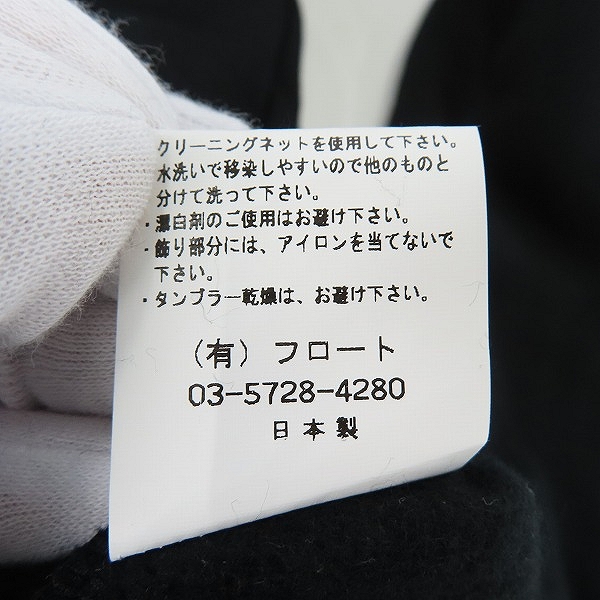 クリーニングネットを使用して下さい。
水洗いで移染しやすいので他のものと
分けて洗って下さい。
・漂白剤のご使用はお避け下さい。
・飾り部分には、アイロンを当てないで
下さい。
・タンブラー乾燥は、お避け下さい。
（有）フロート
03-5728-4280
日本製